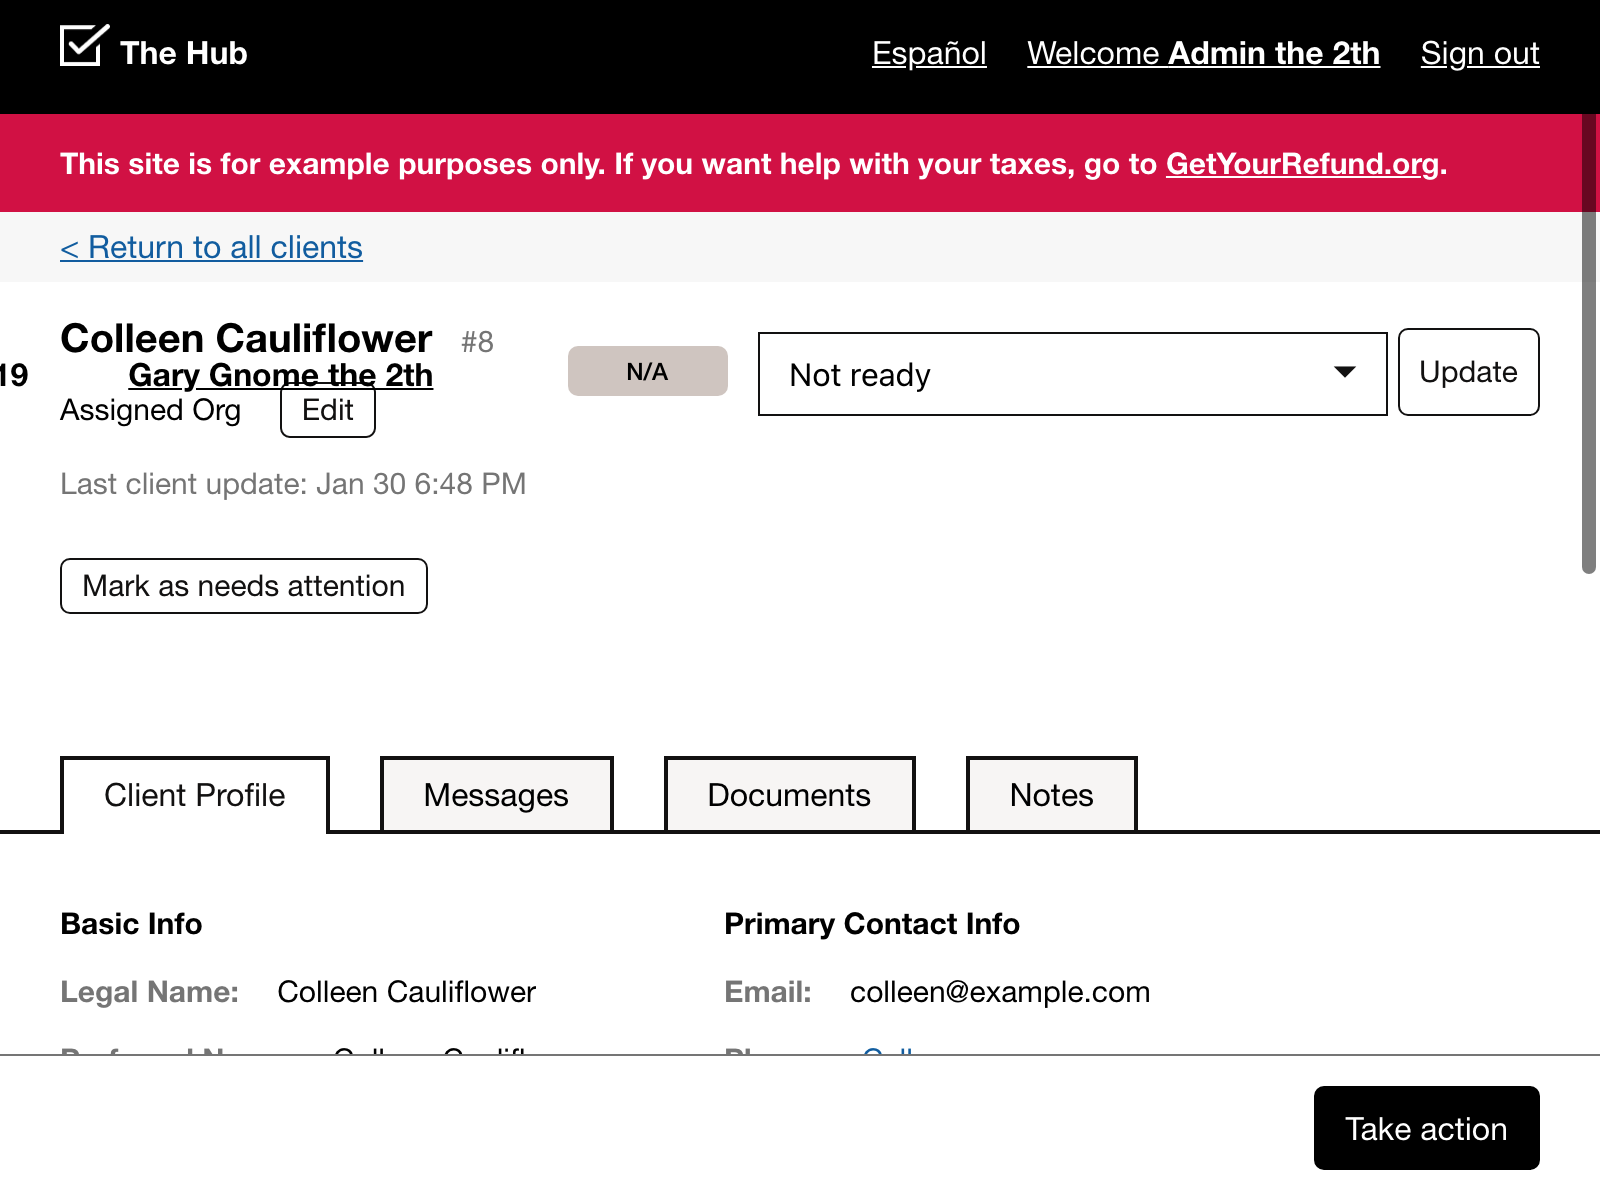 The Hub
Español Welcome Admin the 2th Sign out
This site is for example purposes only. If you want help with your taxes, go to GetYourRefund.org.
< Return to all clients
Colleen Cauliflower #8
19 Gary Gnome the 2th
N/A
Not ready
Update
Assigned Org Edit
Last client update: Jan 30 6:48 PM
Mark as needs attention
Client Profile Messages Documents Notes
Basic Info
Legal Name: Colleen Cauliflower
Primary Contact Info
Email: colleen@example.com
Take action